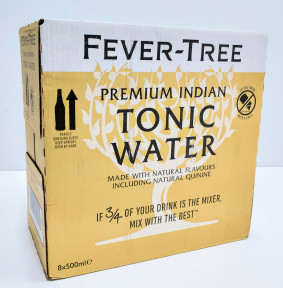 FEVER-TREE
PREMIUM INDIAN
TONIC
WATER
MADE WITH NATURAL FLAVOURS
INCLUDING NATURAL QUININE
IF 3/4 OF YOUR DRINK IS THE MIXER,
MIX WITH THE BEST™
8x500ml℮